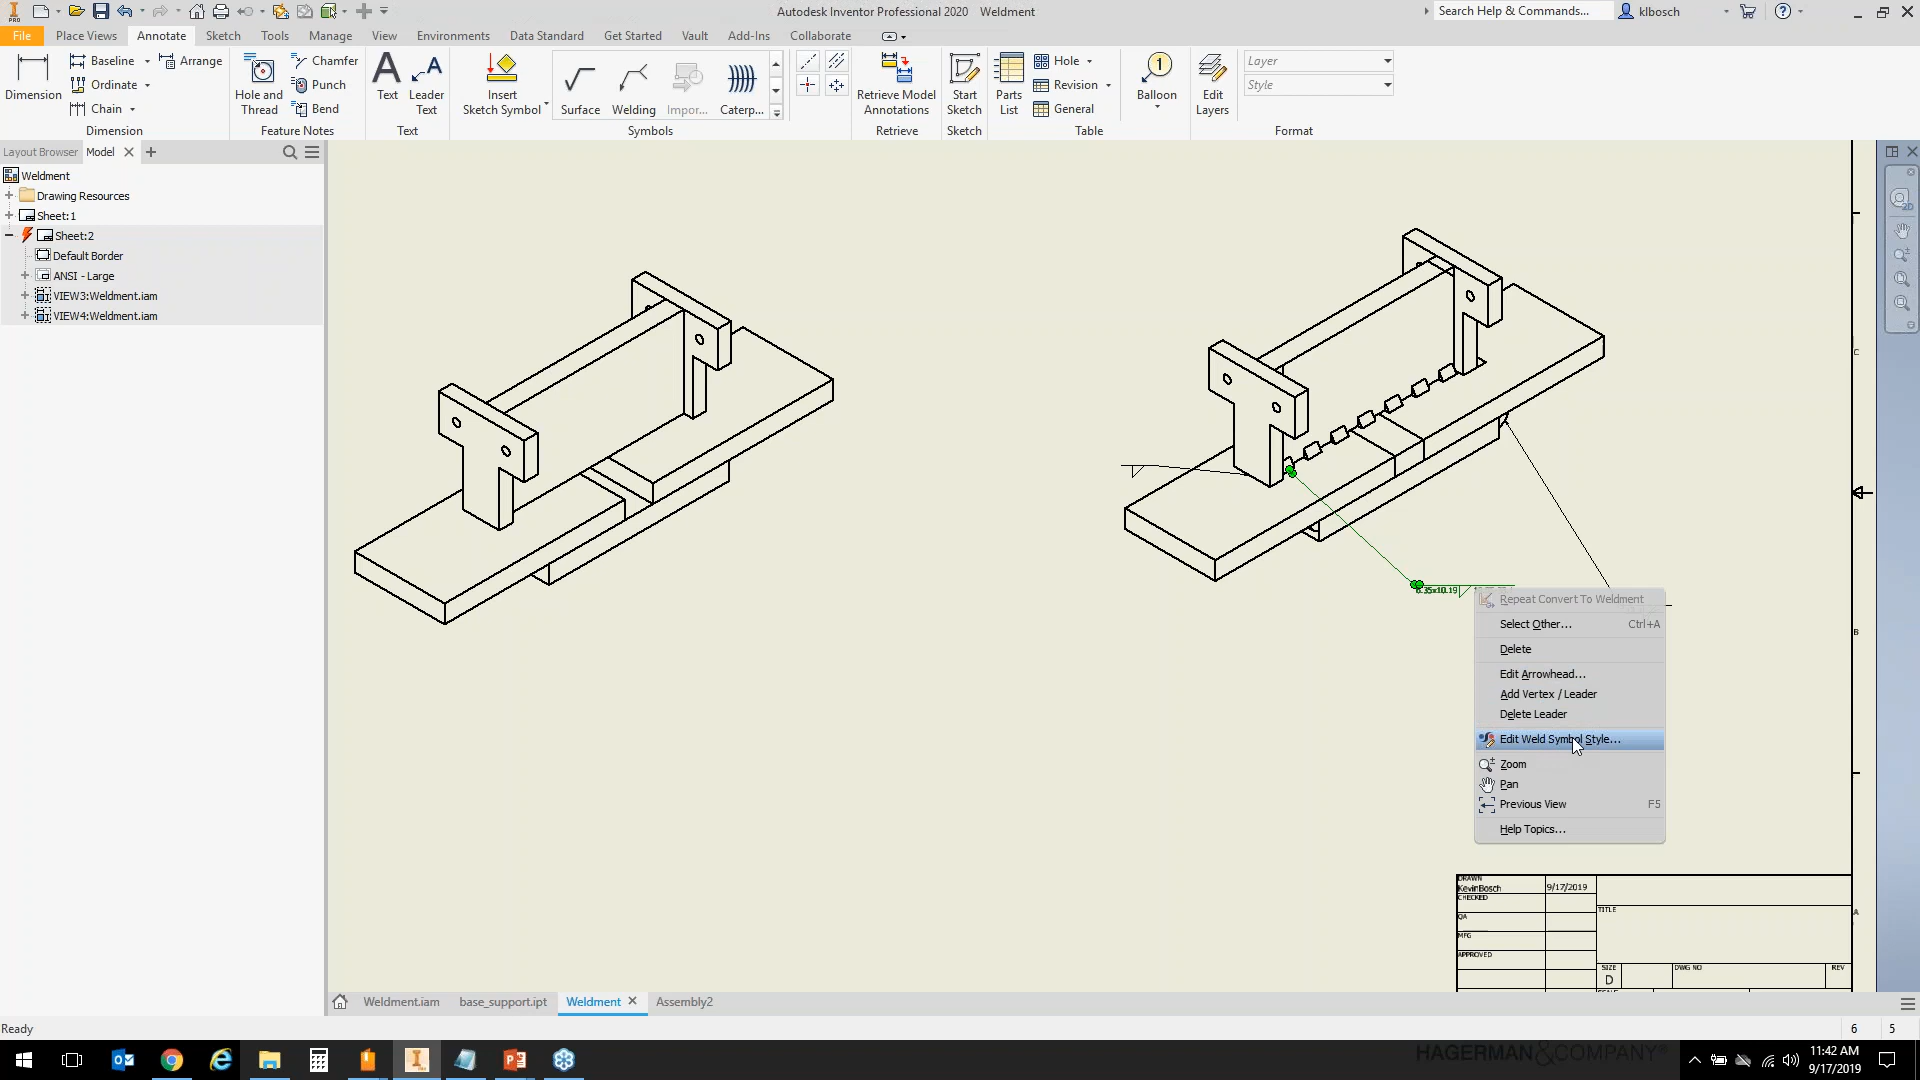 PRO
Autodesk Inventor Professional 2020 Weldment
Search Help & Commands...
klbosch
File
Place Views
Annotate
Sketch
Tools
Manage
View
Environments
Data Standard
Get Started
Vault
Add-Ins
Collaborate
Dimension
Baseline
Ordinate
Chain
Arrange
Dimension
Hole and Thread
Chamfer
Punch
Bend
Feature Notes
Text
Leader Text
Text
Insert Sketch Symbol
Surface
Welding
Impor...
Caterp...
Symbols
Retrieve Model Annotations
Retrieve
Start Sketch
Sketch
Parts List
Hole
Revision
General
Table
Balloon
Edit Layers
Layer
Style
Format
Layout Browser
Model
Weldment
Drawing Resources
Sheet:1
Sheet:2
Default Border
ANSI - Large
VIEW3:Weldment.iam
VIEW4:Weldment.iam
C
B
A
Repeat Convert To Weldment
Select Other... Ctrl+A
Delete
Edit Arrowhead...
Add Vertex / Leader
Delete Leader
Edit Weld Symbol Style...
Zoom
Pan
Previous View F5
Help Topics...
DRAWN
KevinBosch 9/17/2019
CHECKED
QA
MFG
APPROVED
TITLE
SIZE
D
DWG NO
REV
Weldment.iam
base_support.ipt
Weldment
Assembly2
Ready
6 5
HAGERMAN&COMPANY
11:42 AM
9/17/2019